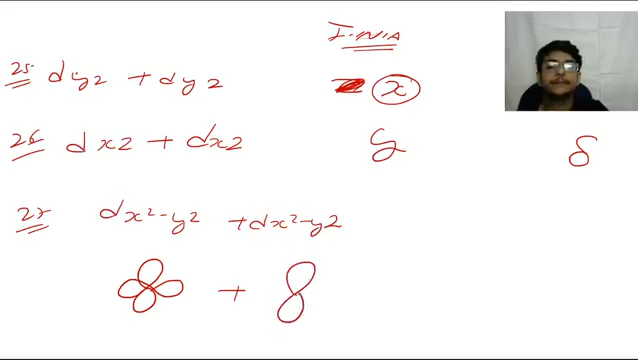 I.N.A
25. dyz + dyz x
26 dxz + dxz y δ
27 dx²-y² + dx²-y2
+